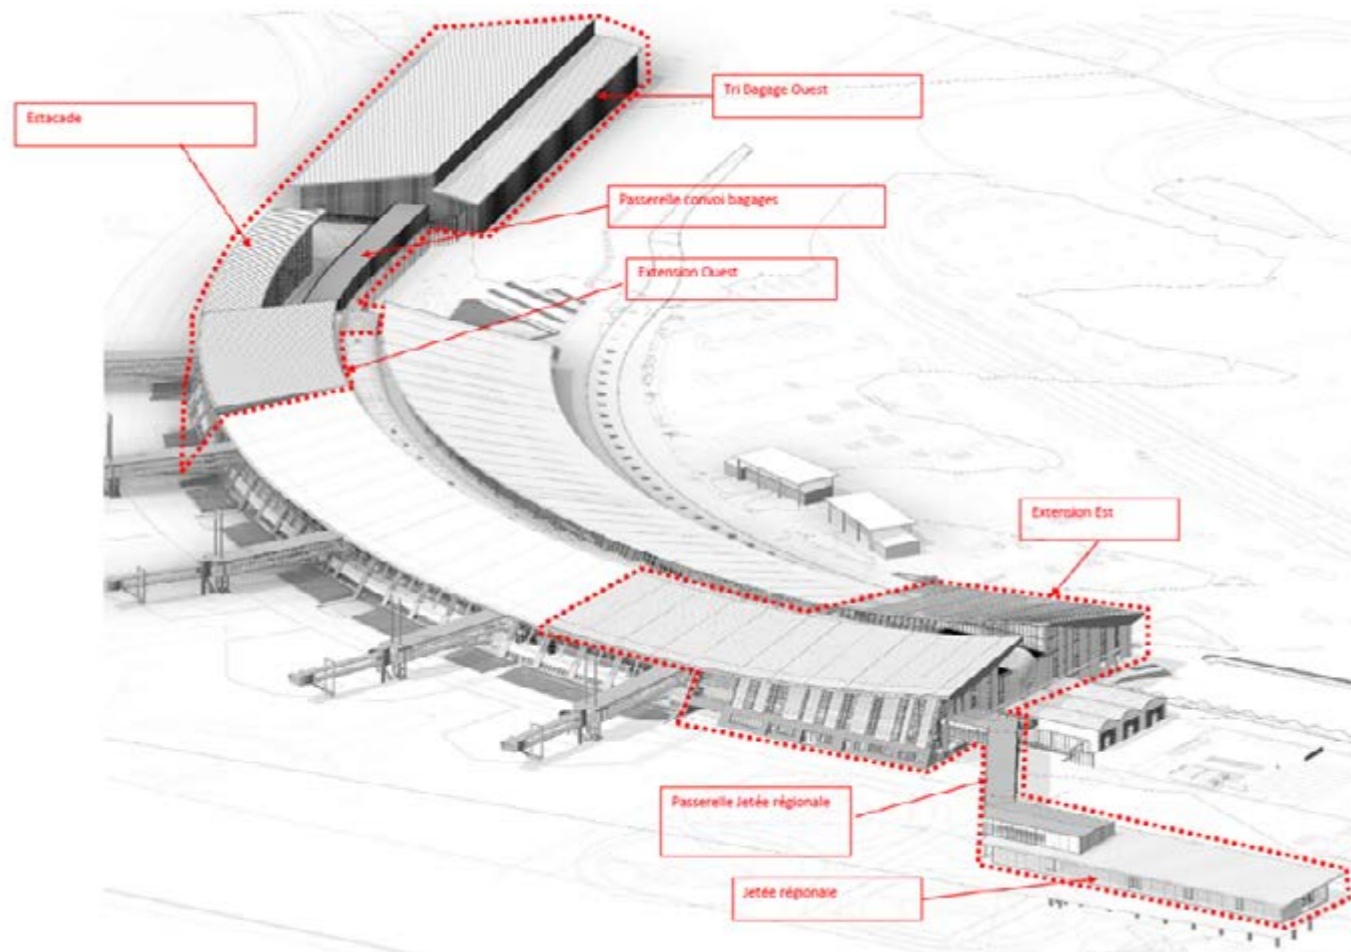 Tri Bagage Ouest
Estacade
Passerelle convoi bagages
Extension Ouest
Extension Est
Passerelle Jetée régionale
Jetée régionale